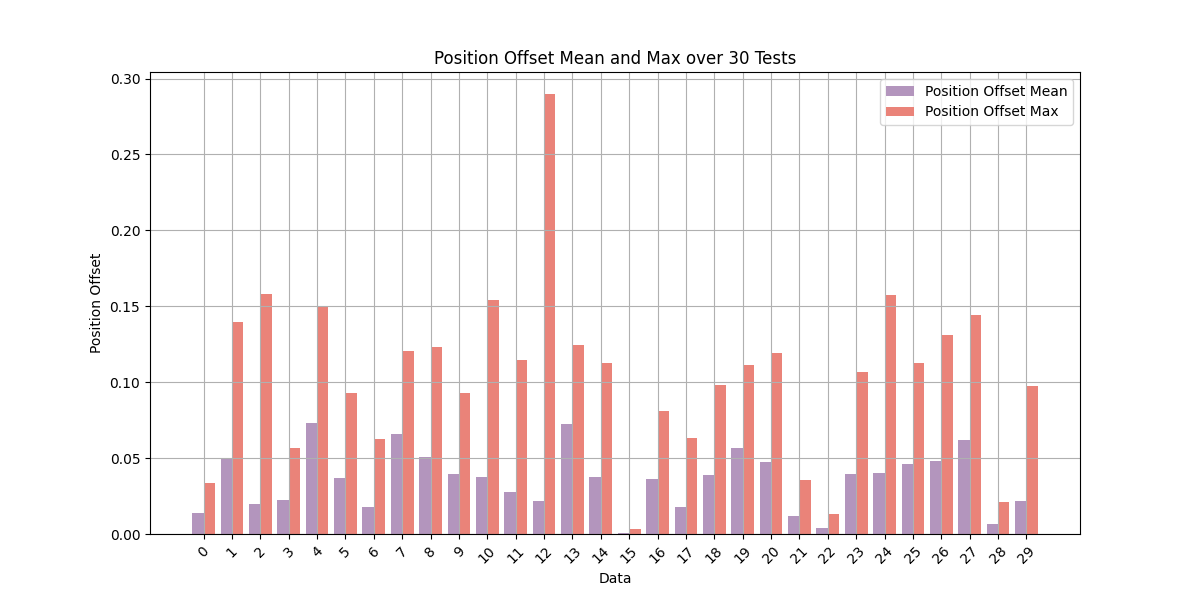 Position Offset Mean and Max over 30 Tests
Position Offset Mean
Position Offset Max
Position Offset
0.30
0.25
0.20
0.15
0.10
0.05
0.00
0 1 2 3 4 5 6 7 8 9 10 11 12 13 14 15 16 17 18 19 20 21 22 23 24 25 26 27 28 29
Data